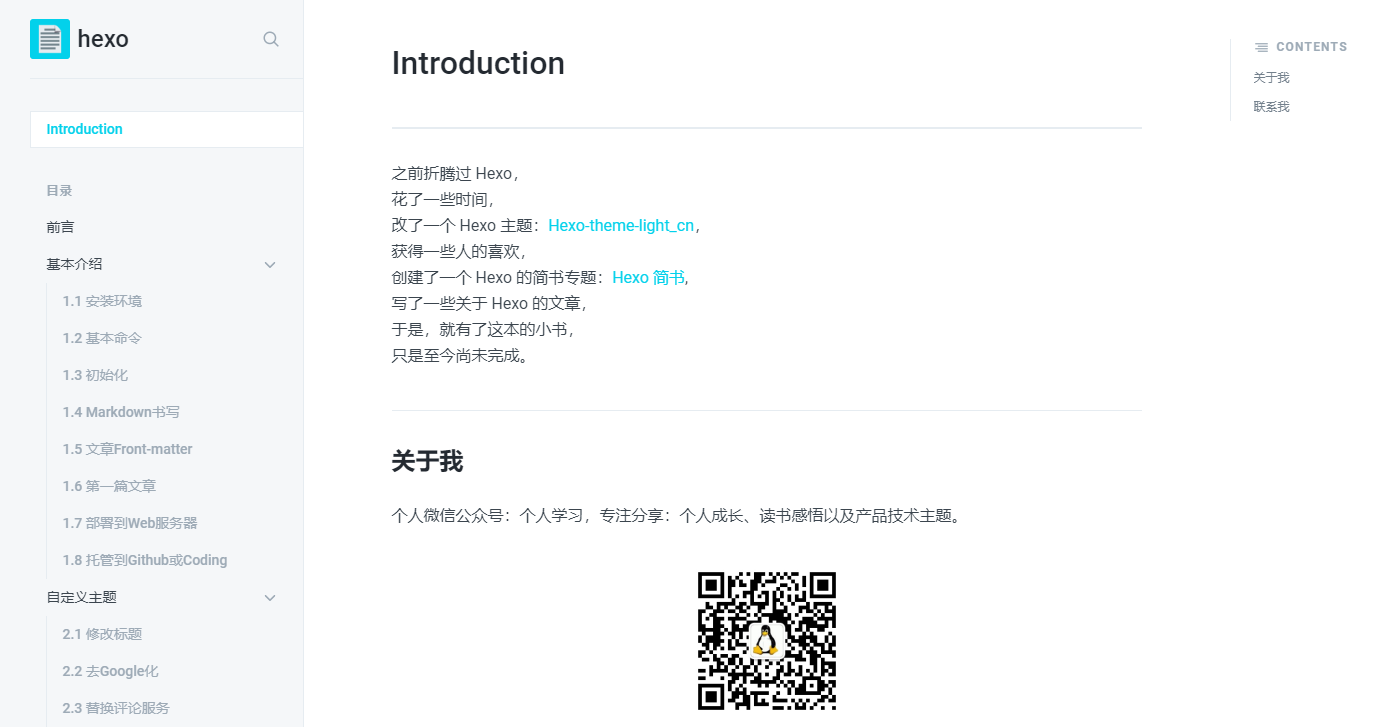 hexo
Introduction
目录
前言
基本介绍
1.1 安装环境
1.2 基本命令
1.3 初始化
1.4 Markdown书写
1.5 文章Front-matter
1.6 第一篇文章
1.7 部署到Web服务器
1.8 托管到Github或Coding
自定义主题
2.1 修改标题
2.2 去Google化
2.3 替换评论服务
Introduction
之前折腾过 Hexo，
花了一些时间，
改了一个 Hexo 主题：Hexo-theme-light_cn，
获得一些人的喜欢，
创建了一个 Hexo 的简书专题：Hexo 简书,
写了一些关于 Hexo 的文章，
于是，就有了这本的小书，
只是至今尚未完成。
关于我
个人微信公众号：个人学习，专注分享：个人成长、读书感悟以及产品技术主题。
CONTENTS
关于我
联系我